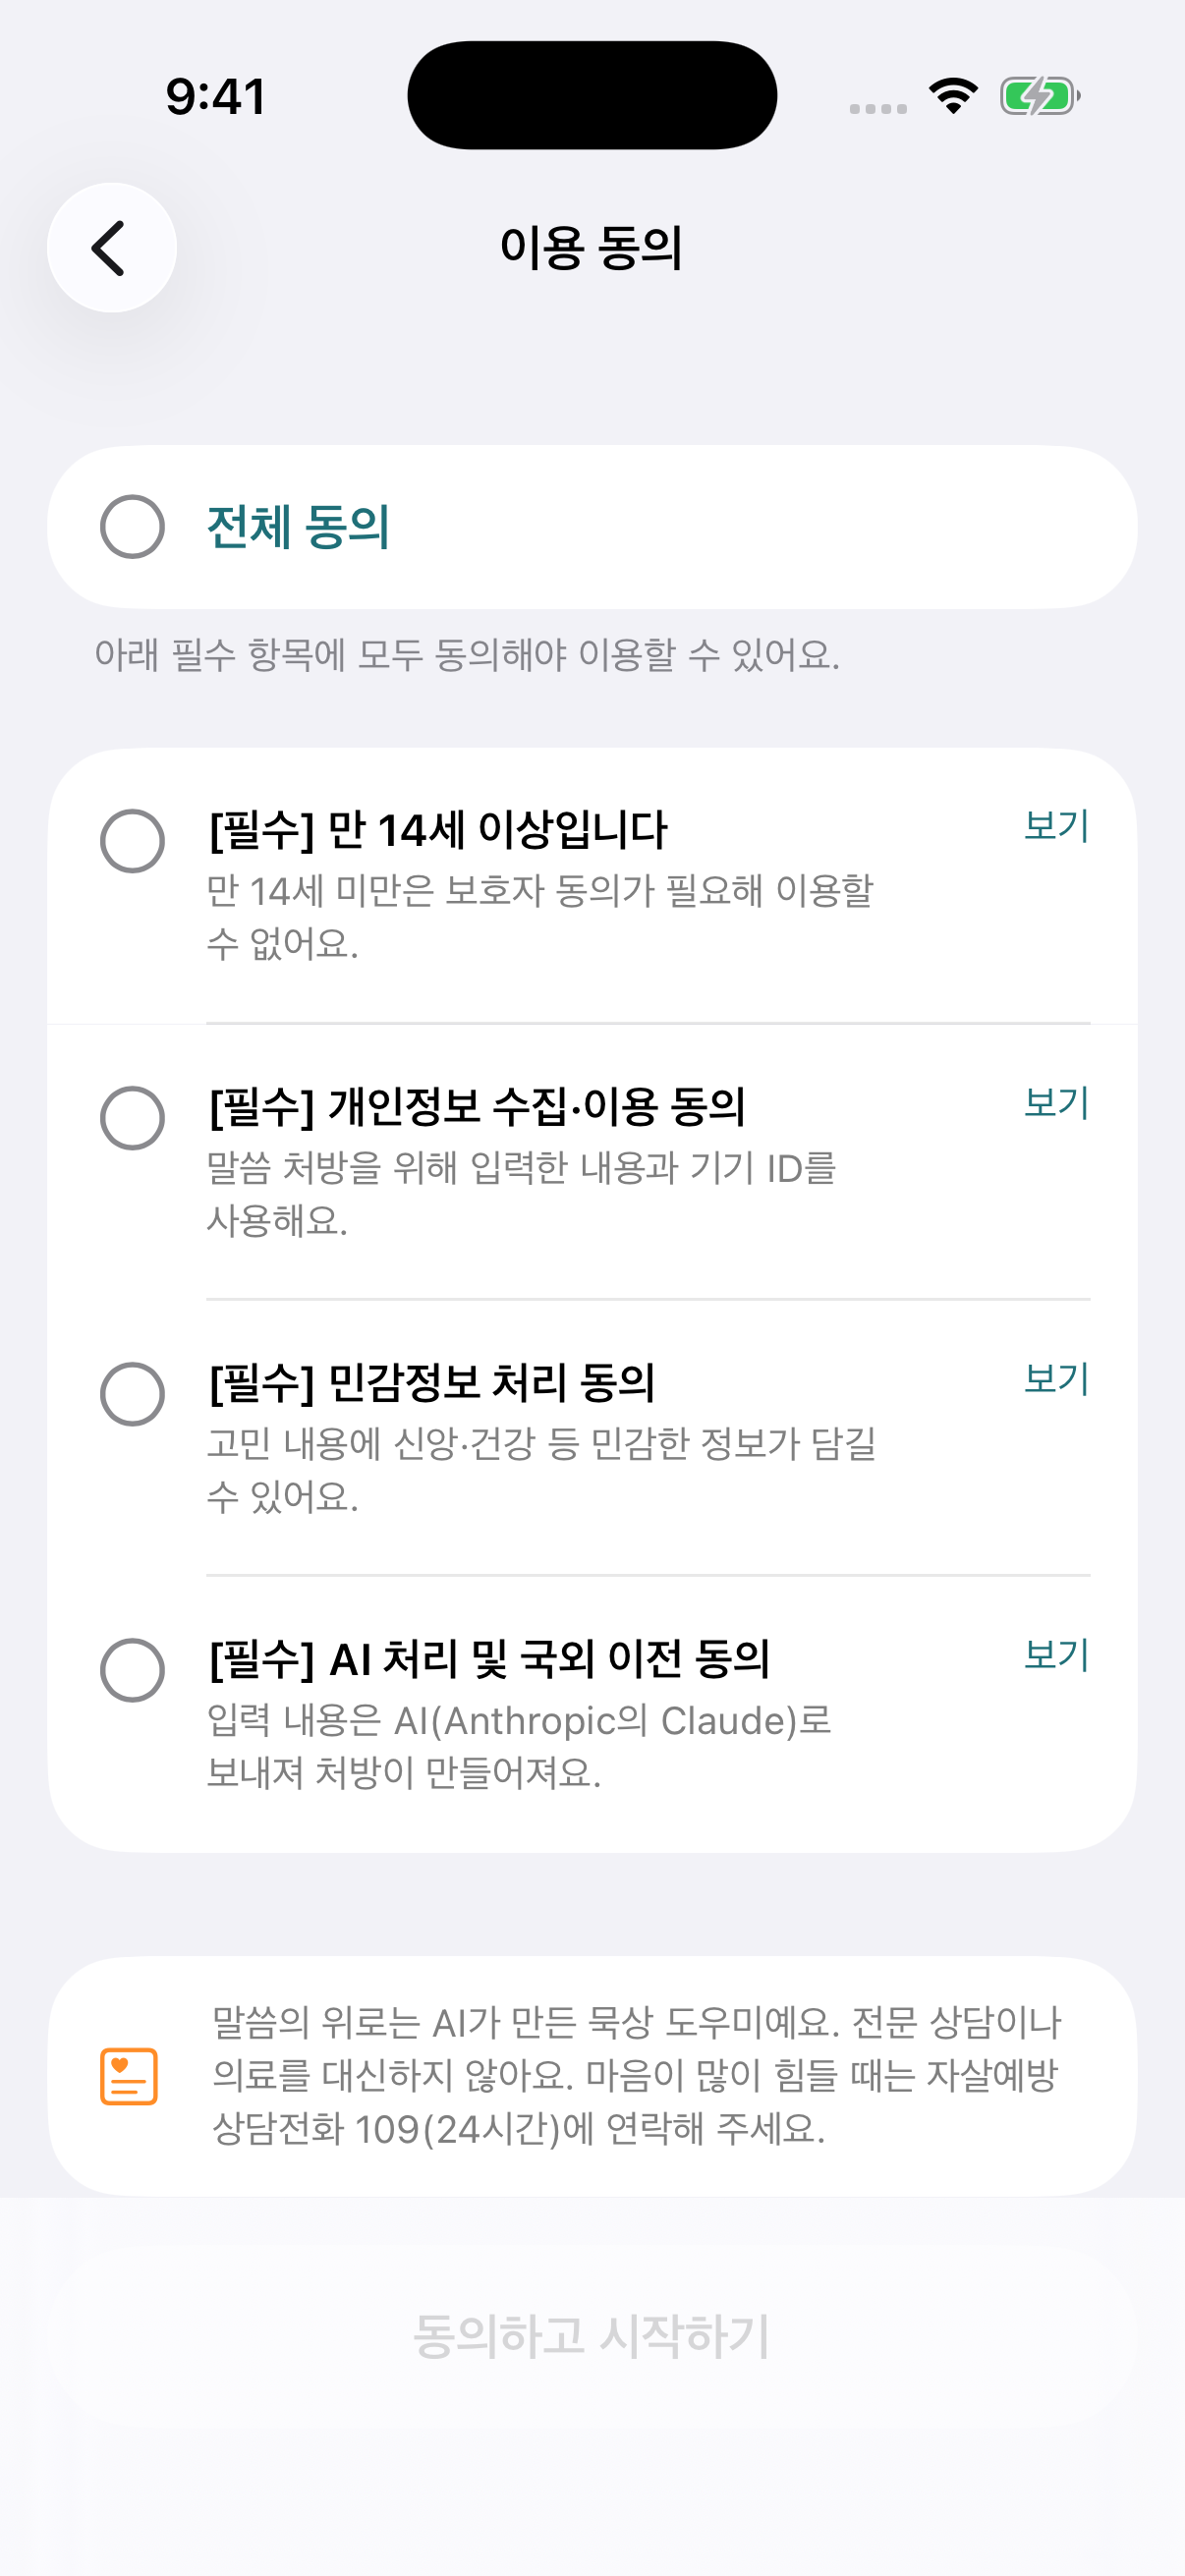 9:41
이용 동의
전체 동의
아래 필수 항목에 모두 동의해야 이용할 수 있어요.
[필수] 만 14세 이상입니다
보기
만 14세 미만은 보호자 동의가 필요해 이용할
수 없어요.
[필수] 개인정보 수집·이용 동의
보기
말씀 처방을 위해 입력한 내용과 기기 ID를
사용해요.
[필수] 민감정보 처리 동의
보기
고민 내용에 신앙·건강 등 민감한 정보가 담길
수 있어요.
[필수] AI 처리 및 국외 이전 동의
보기
입력 내용은 AI(Anthropic의 Claude)로
보내져 처방이 만들어져요.
말씀의 위로는 AI가 만든 묵상 도우미예요. 전문 상담이나
의료를 대신하지 않아요. 마음이 많이 힘들 때는 자살예방
상담전화 109(24시간)에 연락해 주세요.
동의하고 시작하기